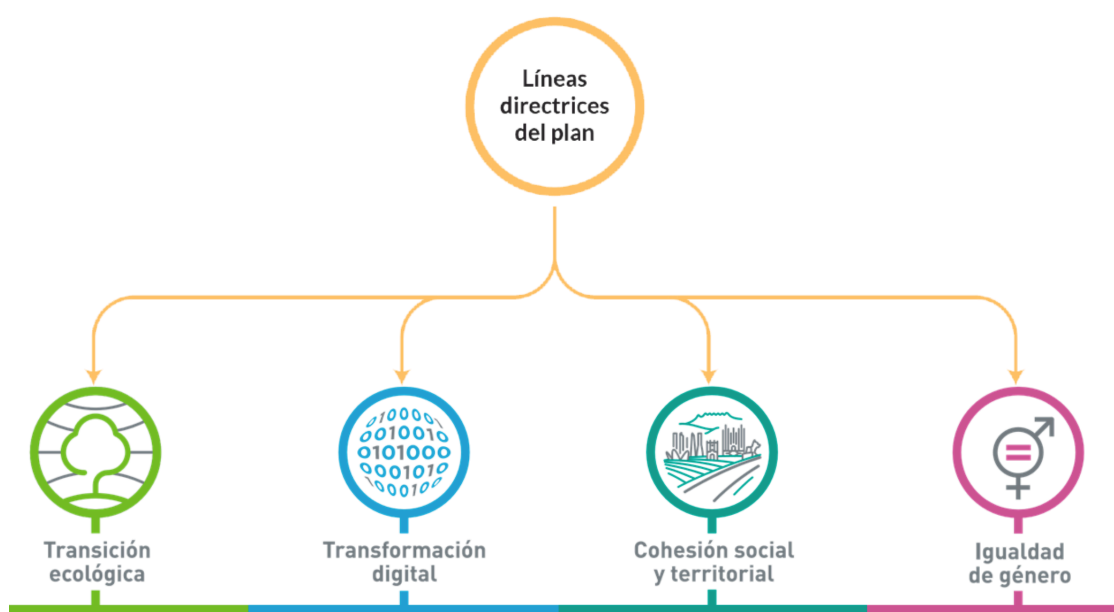 Líneas
directrices
del plan
Transición
ecológica
Transformación
digital
Cohesión social
y territorial
Igualdad
de género